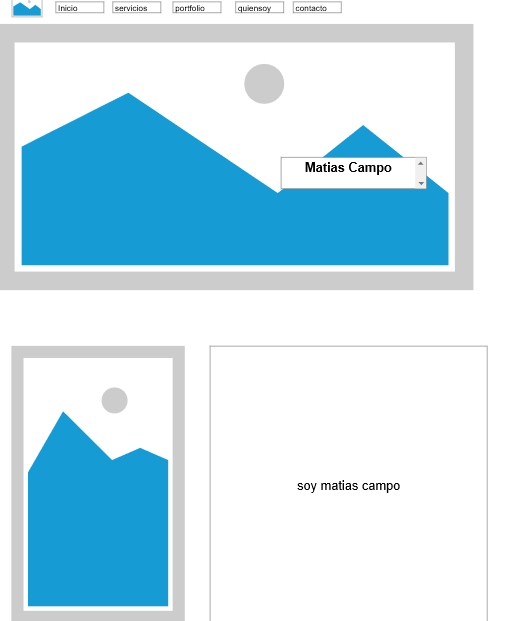 Inicio
servicios
portfolio
quiensoy
contacto
Matias Campo
soy matias campo